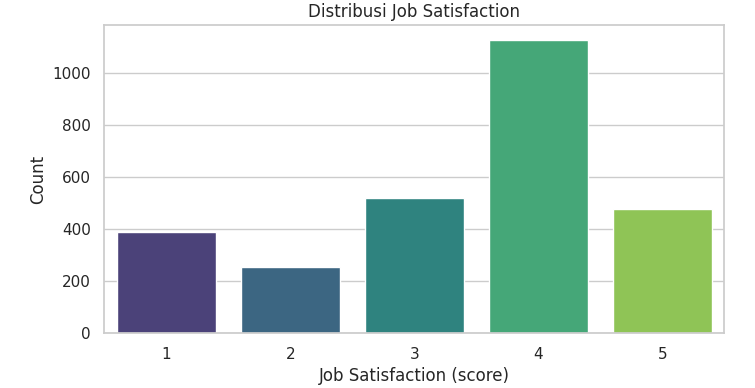 Distribusi Job Satisfaction
Count
1000
800
600
400
200
0
1 2 3 4 5
Job Satisfaction (score)